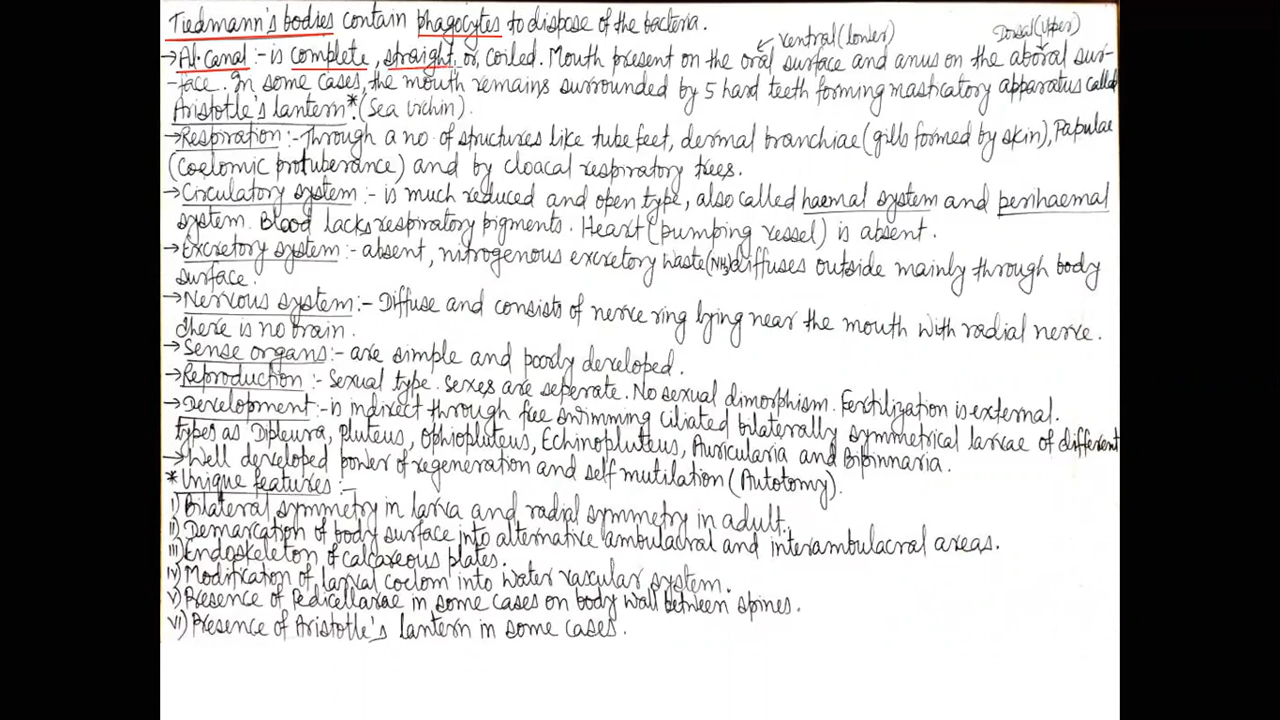 Tiedmann's bodies contain phagocytes to dispose of the bacteria.
ventral (lower) Dorsal (upper)
→ Al. Canal :- is complete, straight or coiled. Mouth present on the oral surface and anus on the aboral sur-
-face. In some cases, the mouth remains surrounded by 5 hard teeth forming masticatory apparatus called
Aristotle's lantern*. (Sea Urchin)
→ Respiration :- Through a no. of structures like tube feet, dermal branchiae (gills formed by skin), Papulae
(coelomic protuberance) and by cloacal respiratory trees.
→ Circulatory system :- is much reduced and open type, also called haemal system and perihaemal
system. Blood lacks respiratory pigments. Heart (pumping vessel) is absent.
→ Excretory system :- absent, nitrogenous excretory waste (NH3) diffuses outside mainly through body
surface.
→ Nervous system :- Diffuse and consists of nerve ring lying near the mouth with radial nerve.
there is no brain.
→ Sense organs :- are simple and poorly developed.
→ Reproduction :- Sexual type. Sexes are seperate. No sexual dimorphism. Fertilization is external.
→ Development :- is indirect through free swimming ciliated bilaterally symmetrical larvae of different
types as Dipleura, Pluteus, Ophiopluteus, Echinopluteus, Auricularia and Bipinnaria.
→ Well developed power of regeneration and self mutilation (Autotomy).
* Unique features :-
i) Bilateral symmetry in larva and radial symmetry in adult.
ii) Demarcation of body surface into alternative ambulacral and interambulacral areas.
iii) Endoskeleton of calcareous plates.
iv) Modification of larval coelom into water vascular system.
v) Presence of Pedicellarae in some cases on body wall between spines.
vi) Presence of Aristotle's lantern in some cases.